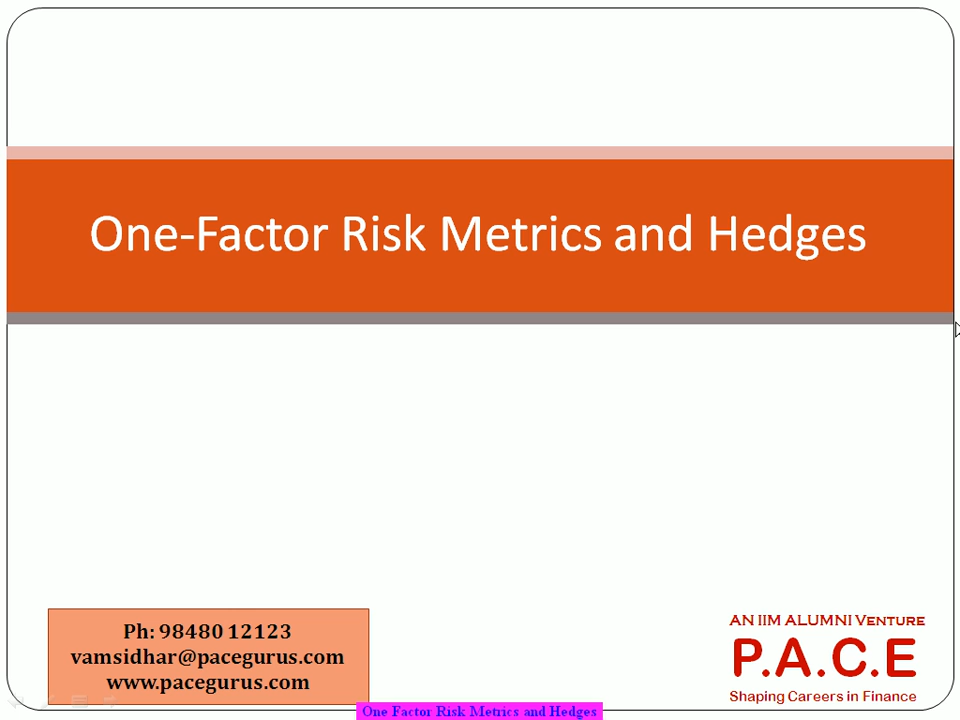 One-Factor Risk Metrics and Hedges
Ph: 98480 12123
vamsidhar@pacegurus.com
www.pacegurus.com
AN IIM ALUMNI VENTURE
P.A.C.E
Shaping Careers in Finance
One Factor Risk Metrics and Hedges